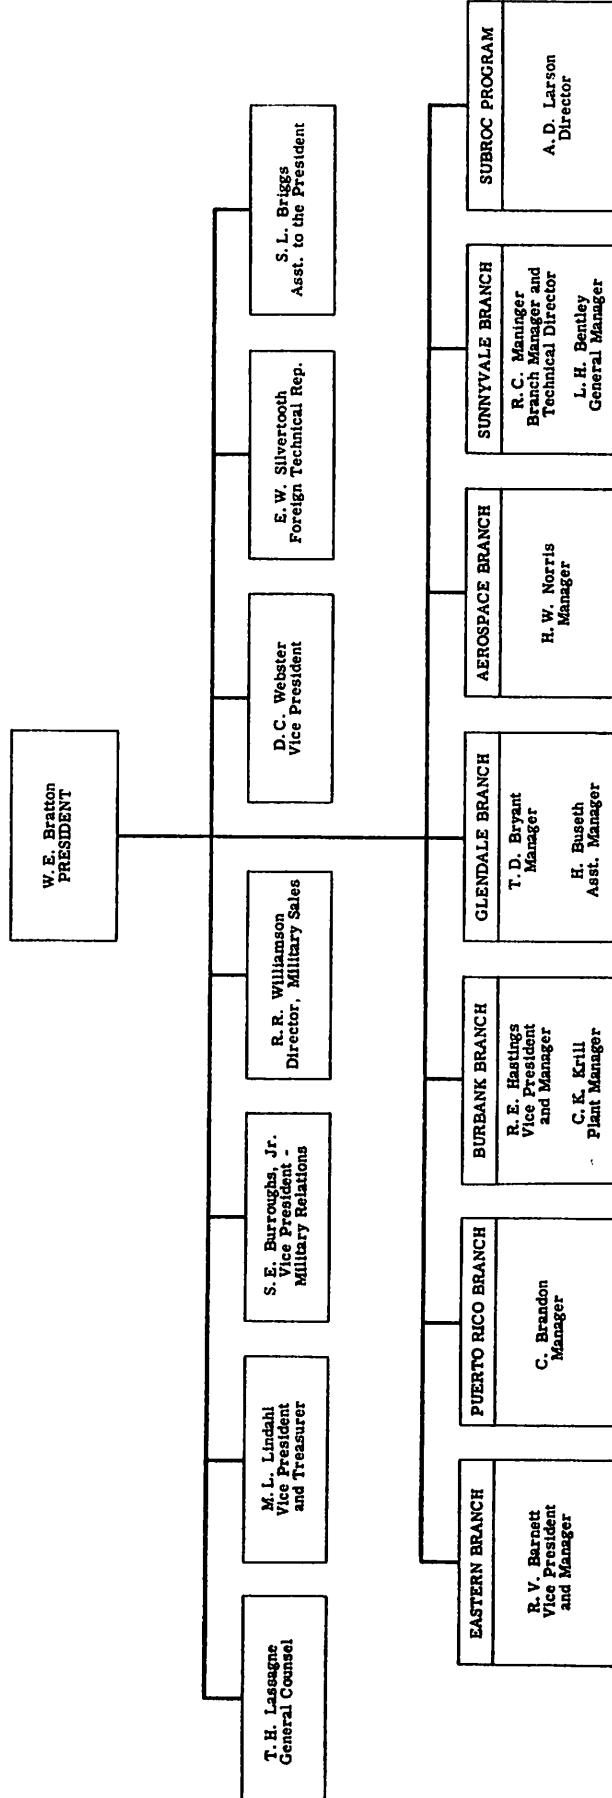 W. E. Bratton
PRESIDENT
T. H. Lassagne
General Counsel
M. L. Lindahl
Vice President
and Treasurer
S. E. Burroughs, Jr.
Vice President -
Military Relations
R. R. Williamson
Director, Military Sales
D. C. Webster
Vice President
E. W. Silvertooth
Foreign Technical Rep.
S. L. Briggs
Asst. to the President
EASTERN BRANCH
R. V. Barnett
Vice President
and Manager
PUERTO RICO BRANCH
C. Brandon
Manager
BURBANK BRANCH
R. E. Hastings
Vice President
and Manager
C. K. Krill
Plant Manager
GLENDALE BRANCH
T. D. Bryant
Manager
H. Buseth
Asst. Manager
AEROSPACE BRANCH
H. W. Norris
Manager
SUNNYVALE BRANCH
R. C. Maninger
Branch Manager and
Technical Director
L. H. Bentley
General Manager
SUBROC PROGRAM
A. D. Larson
Director